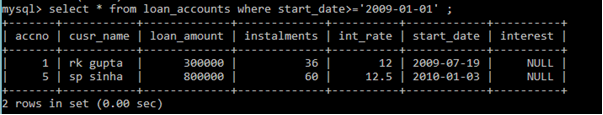 mysql> select * from loan_accounts where start_date>='2009-01-01' ;
+-------+-----------+-------------+-------------+----------+------------+----------+
| accno | cusr_name | loan_amount | instalments | int_rate | start_date | interest |
+-------+-----------+-------------+-------------+----------+------------+----------+
|     1 | rk gupta  |      300000 |          36 |       12 | 2009-07-19 |     NULL |
|     5 | sp sinha  |      800000 |          60 |     12.5 | 2010-01-03 |     NULL |
+-------+-----------+-------------+-------------+----------+------------+----------+
2 rows in set (0.00 sec)